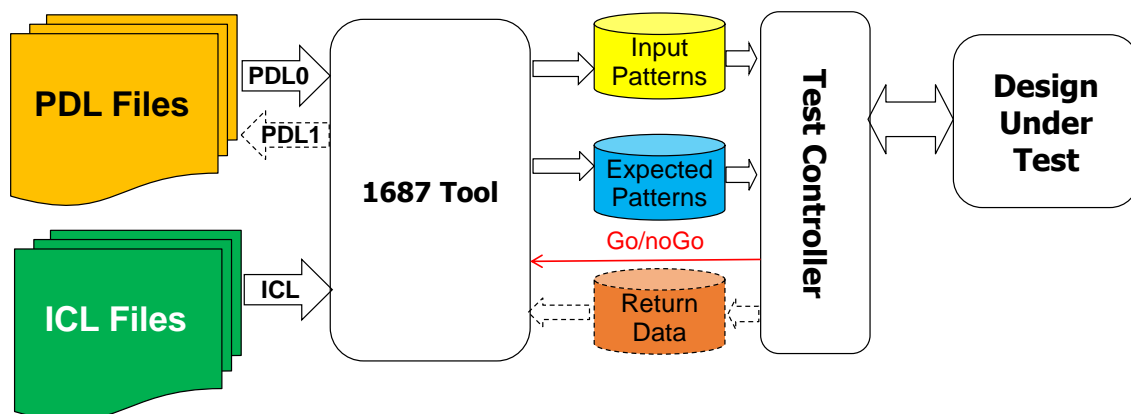 PDL Files
PDL0
PDL1
ICL Files
ICL
1687 Tool
Input
Patterns
Expected
Patterns
Go/noGo
Return
Data
Test Controller
Design
Under
Test